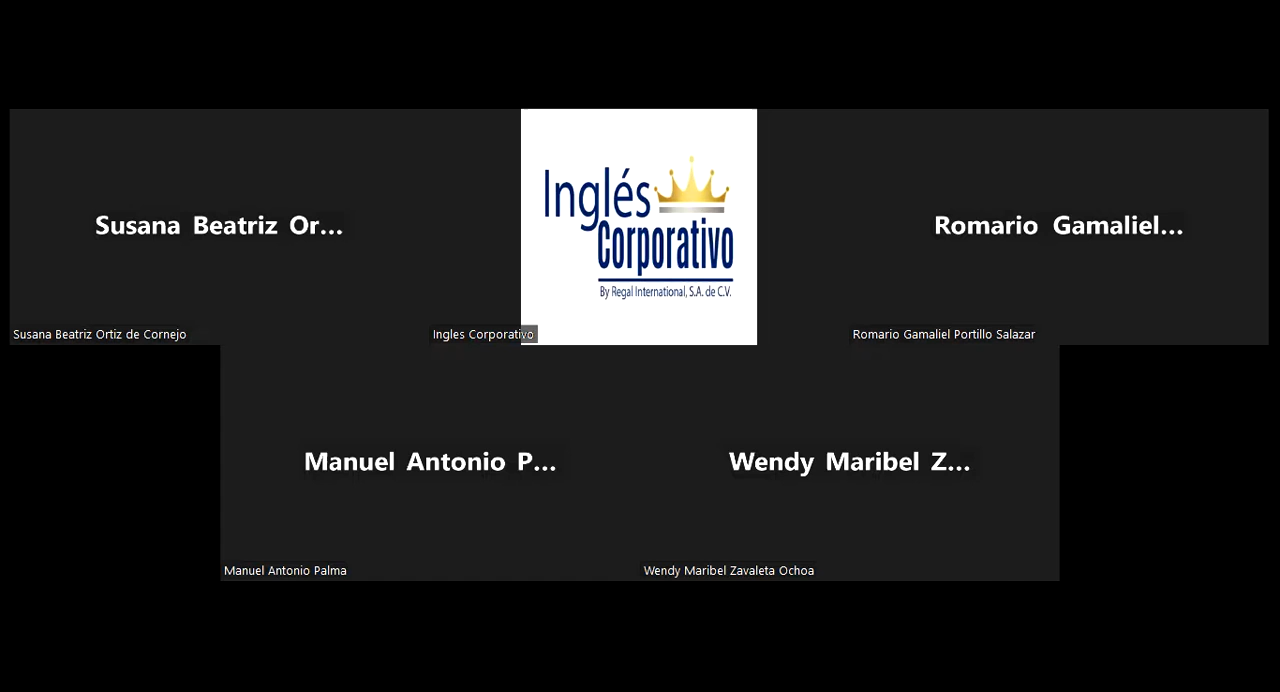 Susana Beatriz Or...
Inglés
Corporativo
By Regal International, S.A. de C.V.
Romario Gamaliel...
Susana Beatriz Ortiz de Cornejo
Ingles Corporativo
Romario Gamaliel Portillo Salazar
Manuel Antonio P...
Wendy Maribel Z...
Manuel Antonio Palma
Wendy Maribel Zavaleta Ochoa